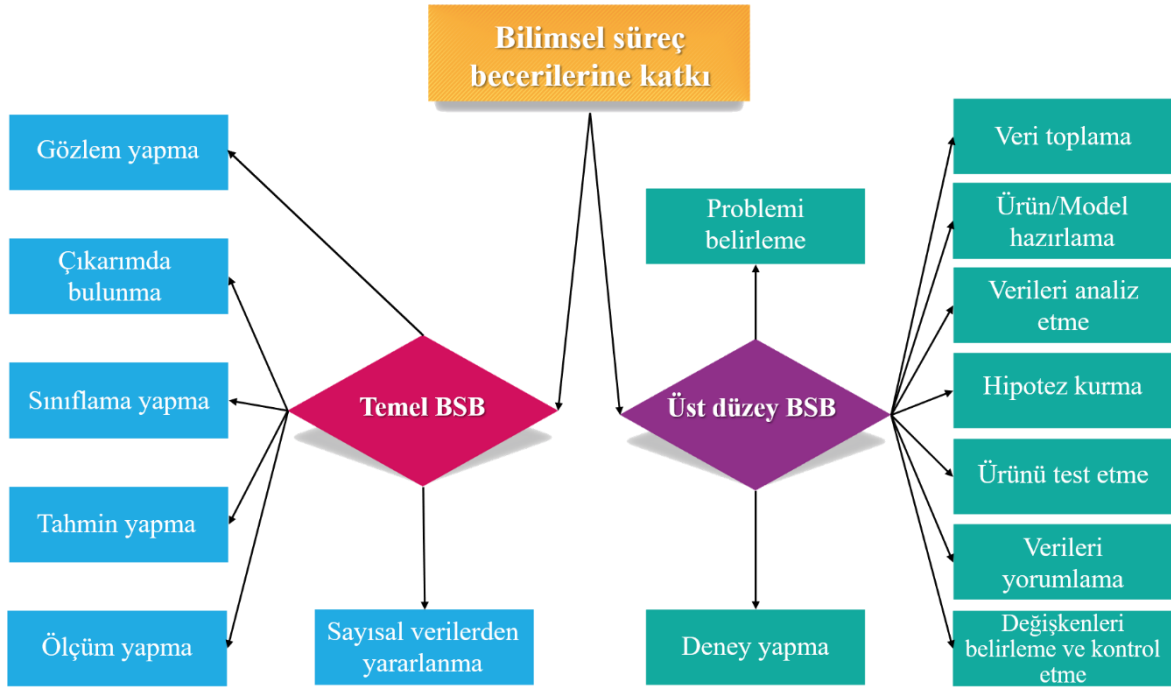 Bilimsel süreç
becerilerine katkı
Gözlem yapma
Çıkarımda
bulunma
Sınıflama yapma
Tahmin yapma
Ölçüm yapma
Temel BSB
Sayısal verilerden
yararlanma
Problemi
belirleme
Üst düzey BSB
Deney yapma
Veri toplama
Ürün/Model
hazırlama
Verileri analiz
etme
Hipotez kurma
Ürünü test etme
Verileri
yorumlama
Değişkenleri
belirleme ve kontrol
etme